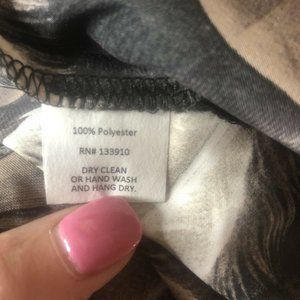 100% Polyester
RN# 133910
DRY CLEAN
OR HAND WASH
AND HANG DRY.